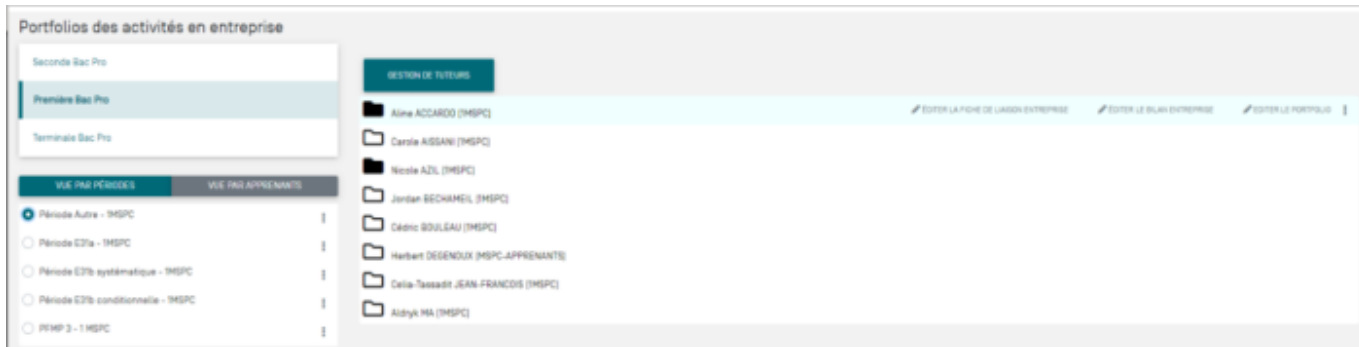 Portfolios des activités en entreprise
Seconde Bac Pro
Première Bac Pro
Terminale Bac Pro
VUE PAR PÉRIODES
VUE PAR APPRENANTS
Période Autre - 1MSPC
Période E31a - 1MSPC
Période E31b systématique - 1MSPC
Période E31b conditionnelle - 1MSPC
PFMP 3 - 1 MSPC
GESTION DE TUTEURS
Aline ACCARDO (1MSPC)
ÉDITER LA FICHE DE LIAISON ENTREPRISE
ÉDITER LE BILAN ENTREPRISE
EDITER LE PORTFOLIO
Carole AISSANI (1MSPC)
Nicole AZIL (1MSPC)
Jordan BECHAMEIL (1MSPC)
Cédric BOULEAU (1MSPC)
Herbert DEGENOUX (MSPC-APPRENANTS)
Celia-Tassadit JEAN-FRANCOIS (1MSPC)
Aldnyk MA (1MSPC)